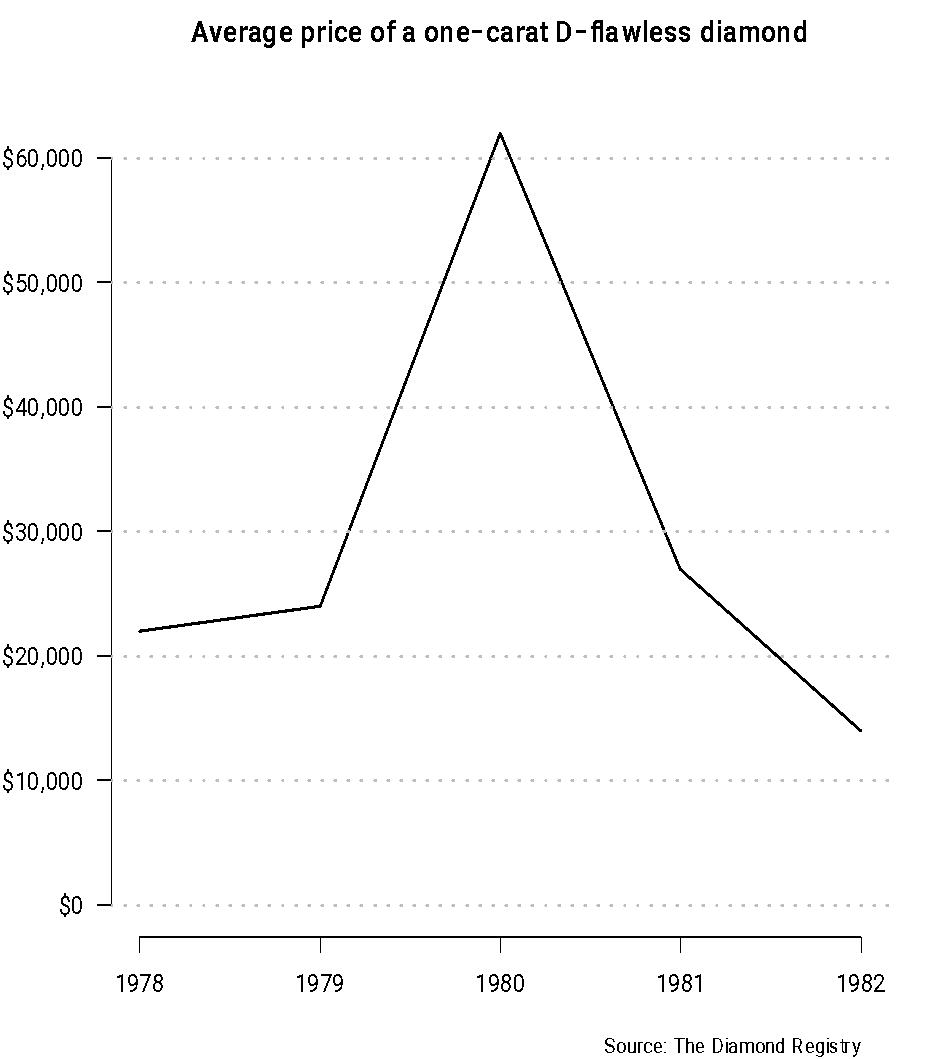 Average price of a one-carat D-flawless diamond
$60,000
$50,000
$40,000
$30,000
$20,000
$10,000
$0
1978 1979 1980 1981 1982
Source: The Diamond Registry